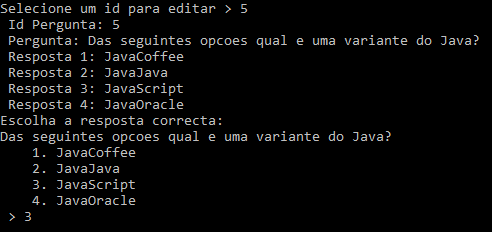 Selecione um id para editar > 5
Id Pergunta: 5
Pergunta: Das seguintes opcoes qual e uma variante do Java?
Resposta 1: JavaCoffee
Resposta 2: JavaJava
Resposta 3: JavaScript
Resposta 4: JavaOracle
Escolha a resposta correcta:
Das seguintes opcoes qual e uma variante do Java?
1. JavaCoffee
2. JavaJava
3. JavaScript
4. JavaOracle
> 3